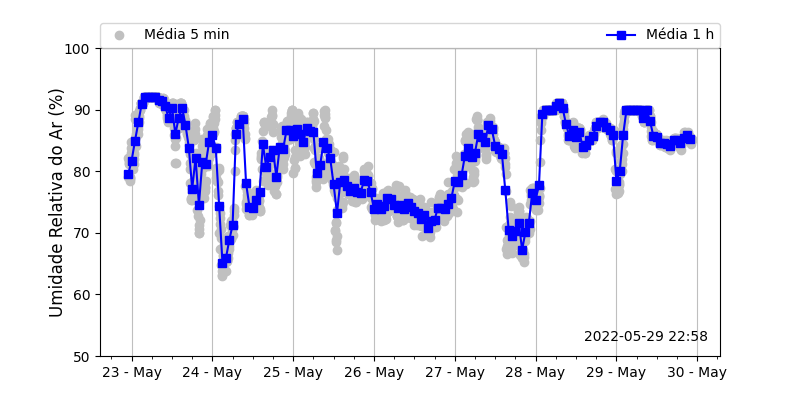 Média 5 min
Média 1 h
Umidade Relativa do Ar (%)
100
90
80
70
60
50
2022-05-29 22:58
23 - May
24 - May
25 - May
26 - May
27 - May
28 - May
29 - May
30 - May